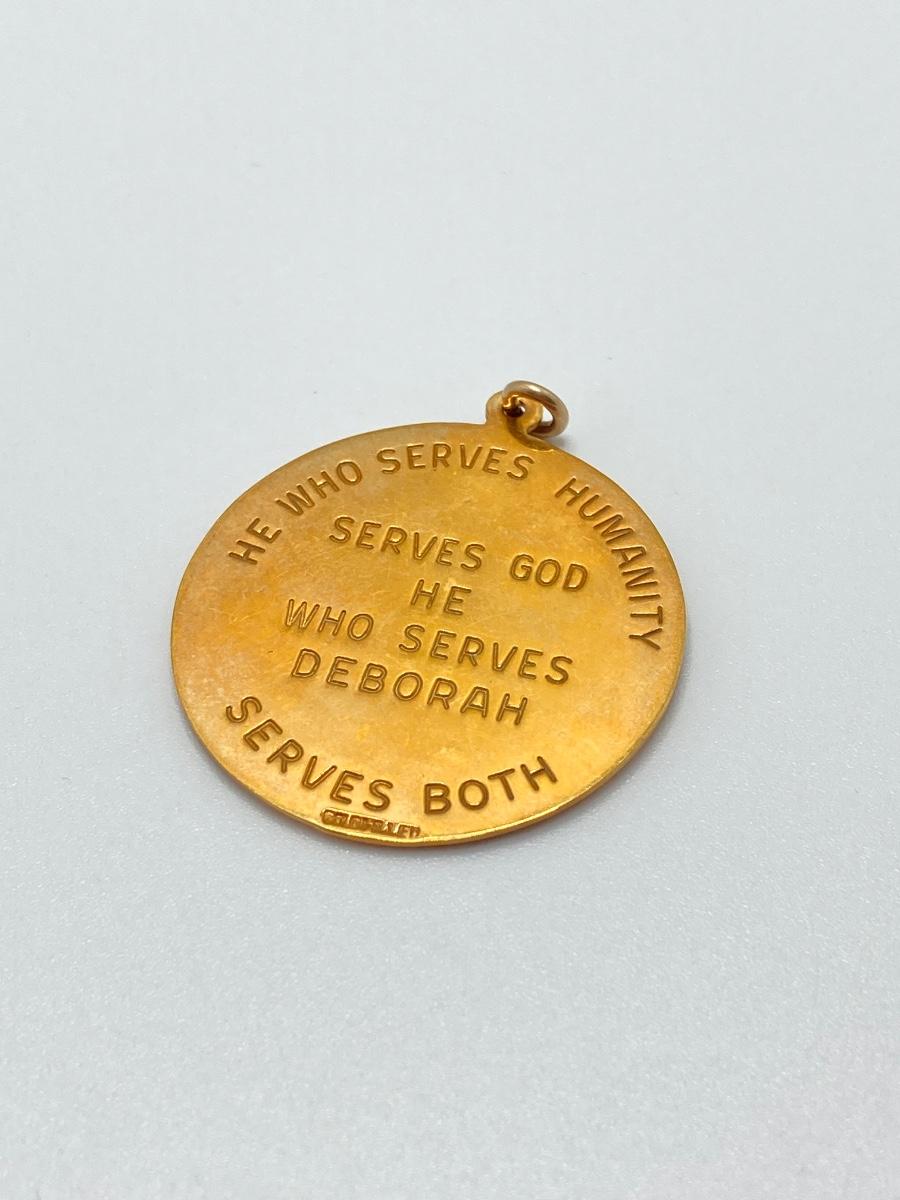 HE WHO SERVES HUMANITY
SERVES GOD
HE
WHO SERVES
DEBORAH
SERVES BOTH